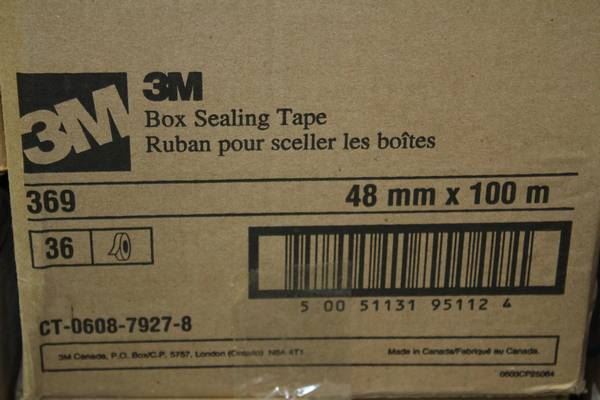 3M
3M
Box Sealing Tape
Ruban pour sceller les boîtes
369
48 mm x 100 m
36
5 00 51131 95112 4
CT-0608-7927-8
3M Canada, P.O. Box/C.P. 5757, London (Ontario) N6A 4T1
Made in Canada/Fabriqué au Canada.